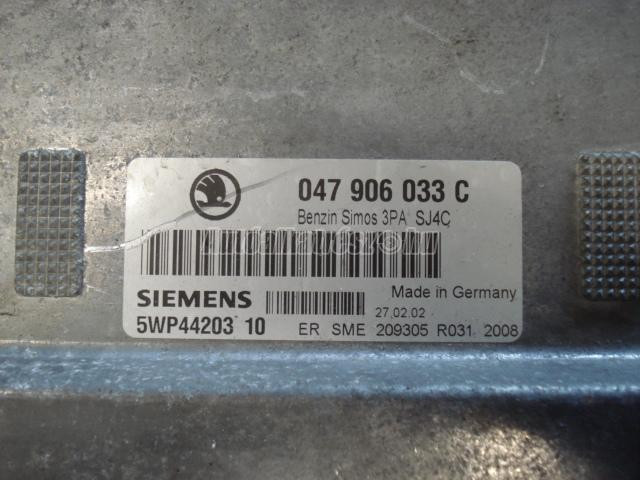 047 906 033 C
Benzin Simos 3PA SJ4C
SIEMENS
Made in Germany
27.02.02
5WP44203 10
ER SME 209305 R031 2008